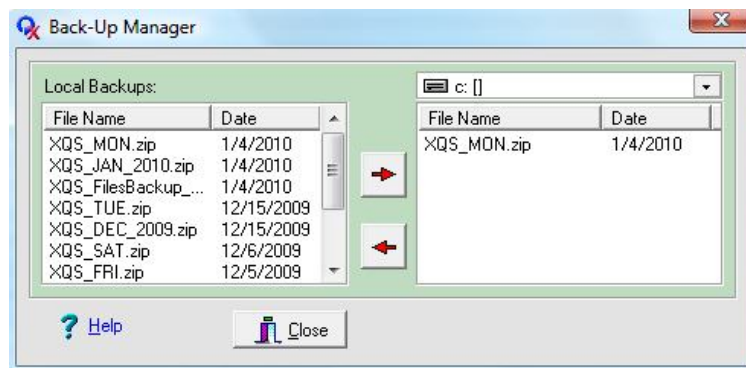 Back-Up Manager
Local Backups:
c: []
File Name Date
XQS_MON.zip 1/4/2010
XQS_JAN_2010.zip 1/4/2010
XQS_FilesBackup_... 1/4/2010
XQS_TUE.zip 12/15/2009
XQS_DEC_2009.zip 12/15/2009
XQS_SAT.zip 12/6/2009
XQS_FRI.zip 12/5/2009
File Name Date
XQS_MON.zip 1/4/2010
? Help
Close